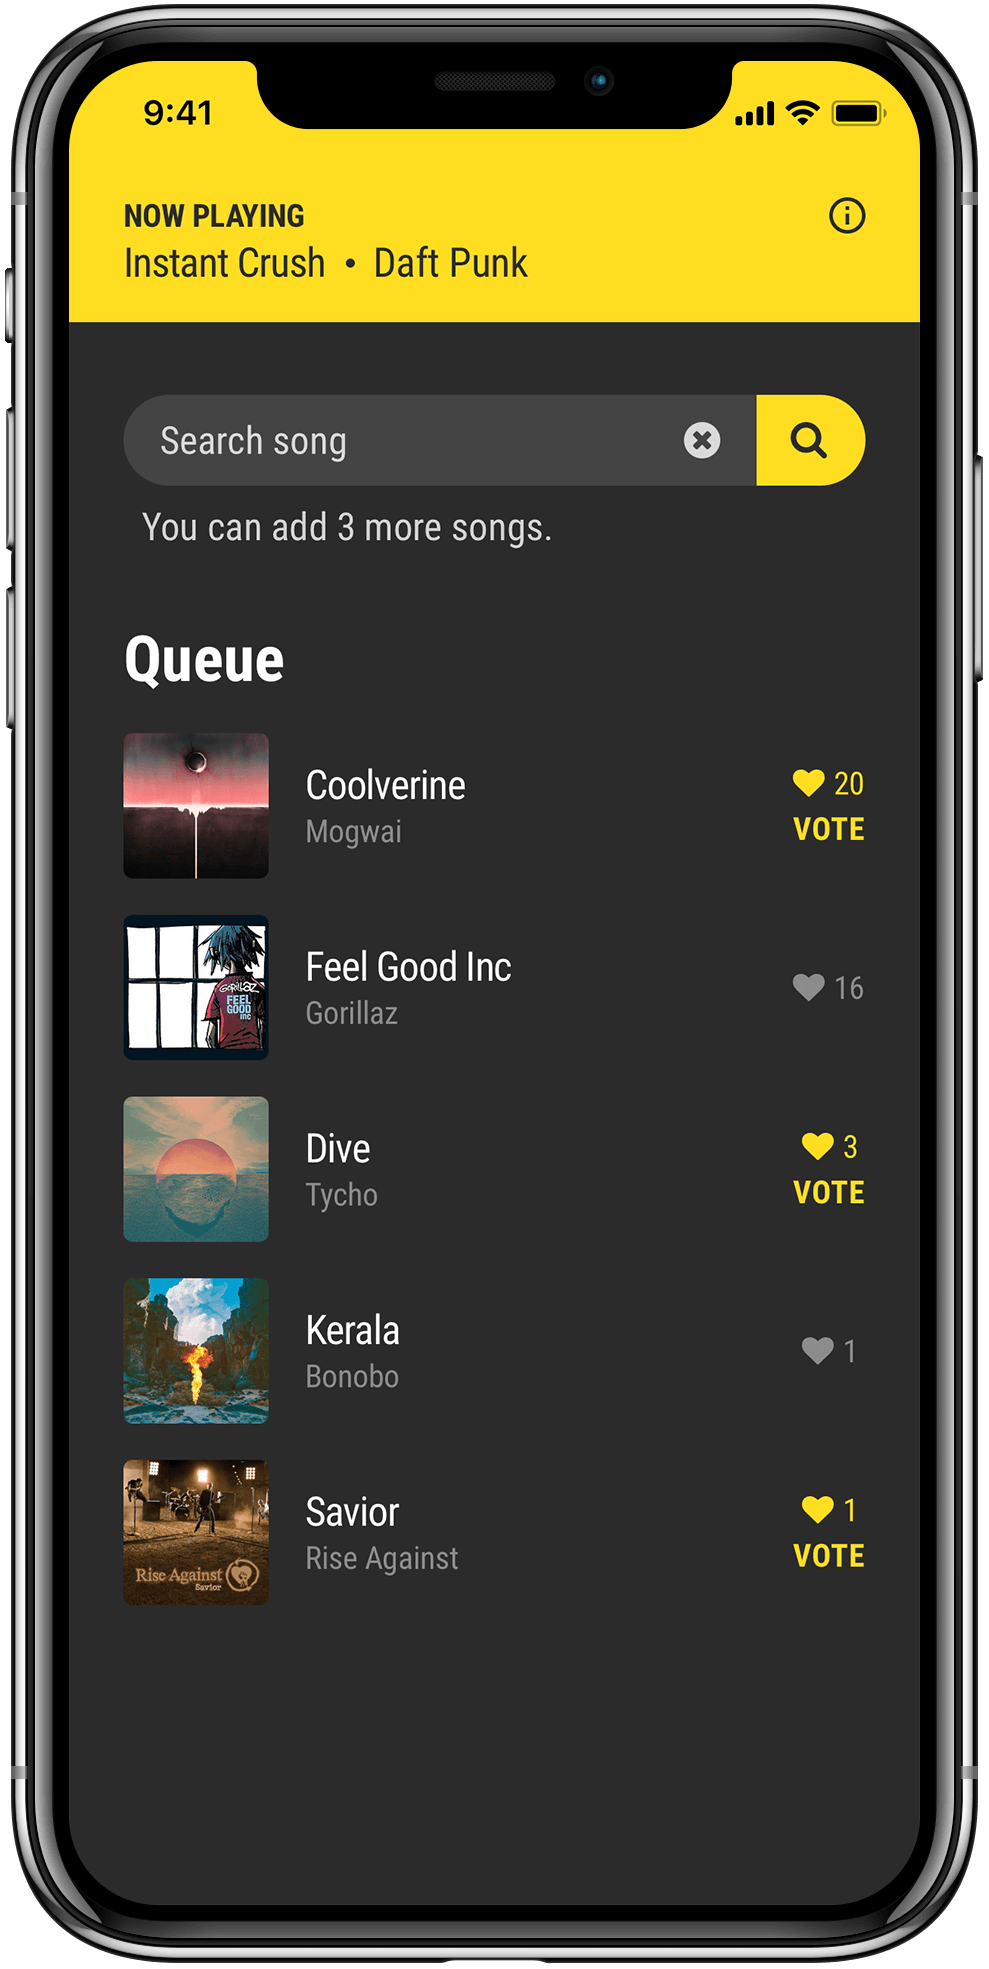 9:41
NOW PLAYING
Instant Crush • Daft Punk
Search song
You can add 3 more songs.
Queue
Coolverine
Mogwai
20
VOTE
GORILLAZ
FEEL
GOOD
INC
Feel Good Inc
Gorillaz
16
Dive
Tycho
3
VOTE
Kerala
Bonobo
1
Rise Against
Savior
Savior
Rise Against
1
VOTE